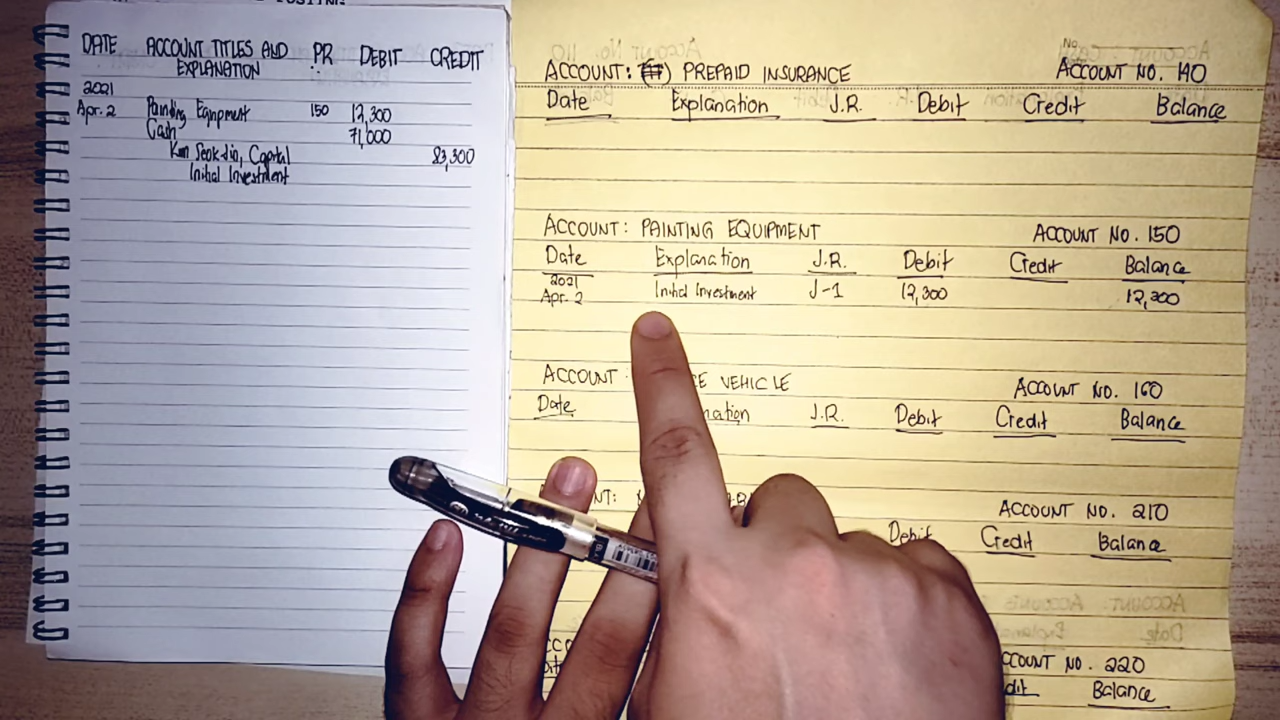 POSTING
DATE ACCOUNT TITLES AND EXPLANATION PR DEBIT CREDIT
2021
Apr. 2 Painting Equipment 150 12,300
Cash 71,000
Kim Seok-Jin, Capital 83,300
Initial Investment
ACCOUNT: PREPAID INSURANCE ACCOUNT NO. 140
Date Explanation J.R. Debit Credit Balance
ACCOUNT: PAINTING EQUIPMENT ACCOUNT NO. 150
Date Explanation J.R. Debit Credit Balance
2021
Apr. 2 Initial Investment J-1 12,300 12,300
ACCOUNT: VEHICLE ACCOUNT NO. 160
Date J.R. Debit Credit Balance
ACCOUNT NO. 210
Debit Credit Balance
ACCOUNT NO. 220
Balance